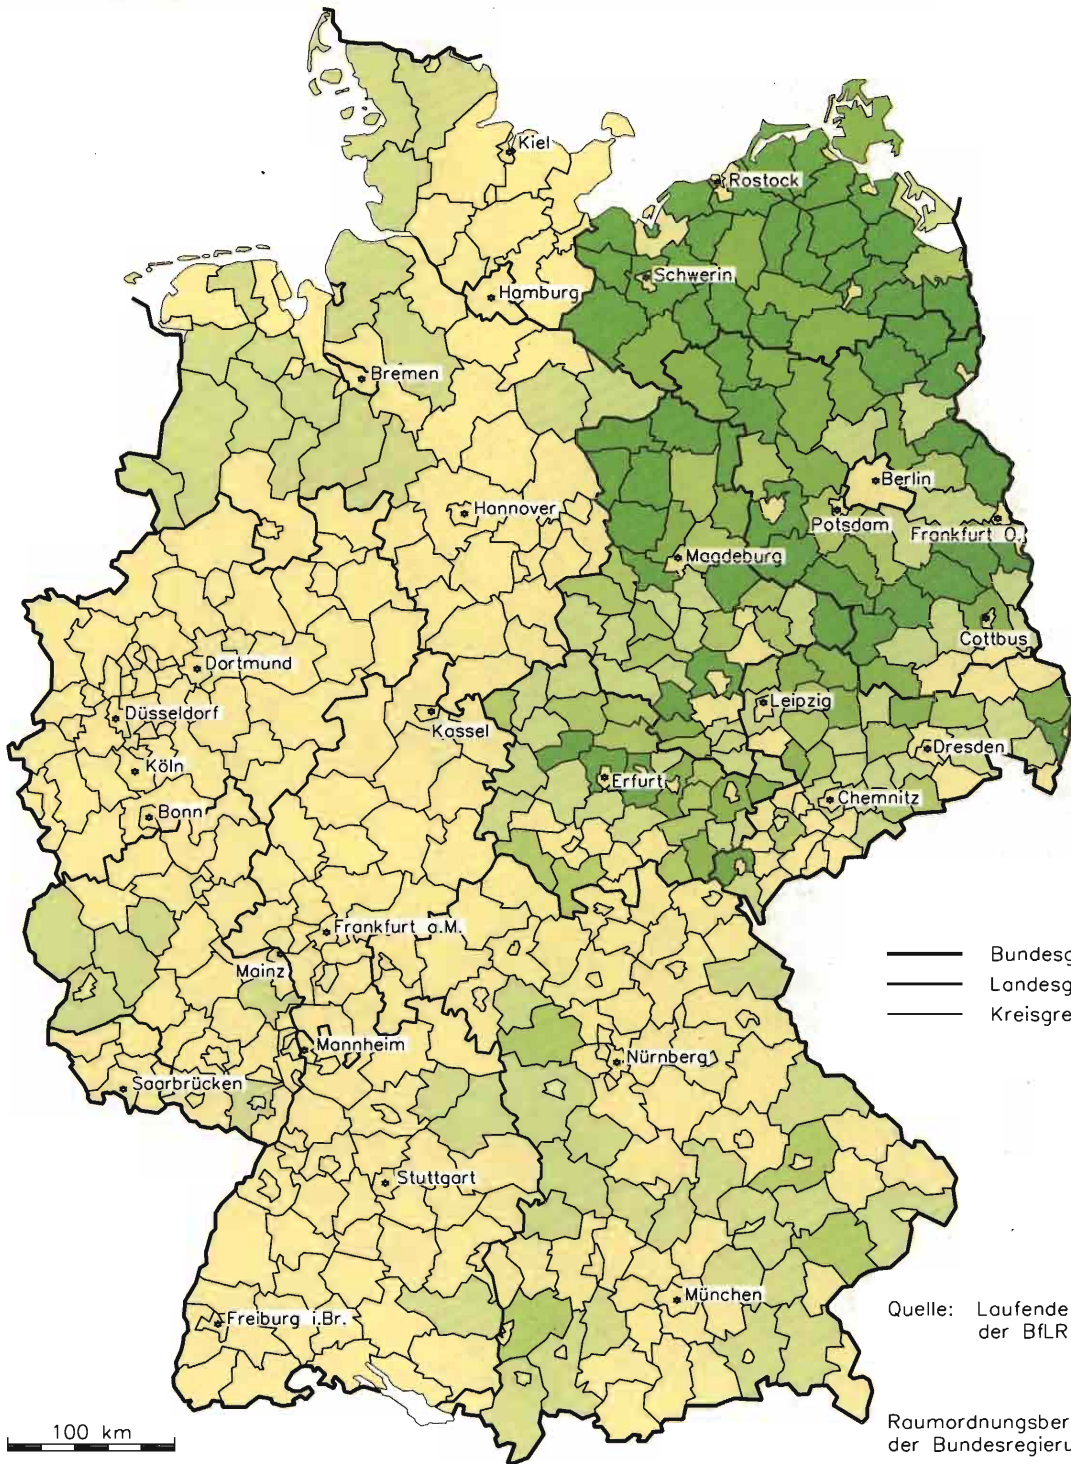 Kiel
Rostock
Schwerin
Hamburg
Bremen
Berlin
Hannover
Potsdam
Frankfurt O.
Magdeburg
Cottbus
Dortmund
Leipzig
Düsseldorf
Kassel
Dresden
Köln
Erfurt
Chemnitz
Bonn
Frankfurt a.M.
Mainz
Bundesg
Landesg
Kreisgre
Mannheim
Nürnberg
Saarbrücken
Stuttgart
München
Freiburg i.Br.
Quelle: Laufende
der BfLR
100 km
Raumordnungsber
der Bundesregieru